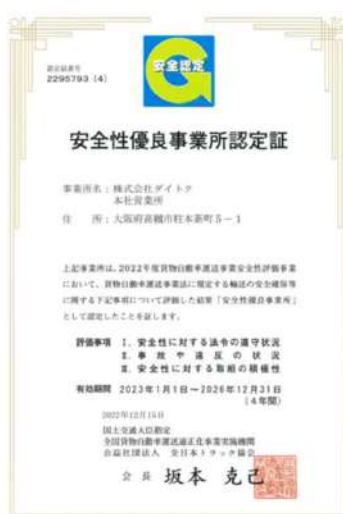 認定証番号
2295793 (4)
安全認定
安全性優良事業所認定証
事業所名：株式会社ダイトク
本社営業所
住　所：大阪府高槻市柱本新町５－１
上記事業所は、2022年度貨物自動車運送事業安全性評価事業
において、貨物自動車運送事業法に規定する輸送の安全確保等
に関する下記事項について評価した結果「安全性優良事業所」
として認定したことを証します。
評価事項　Ⅰ．安全性に対する法令の遵守状況
Ⅱ．事故や違反の状況
Ⅲ．安全性に対する取組の積極性
有効期間　2023年1月1日～2026年12月31日
（４年間）
2022年12月15日
国土交通大臣指定
全国貨物自動車運送適正化事業実施機関
公益社団法人　全日本トラック協会
会長　坂本 克己